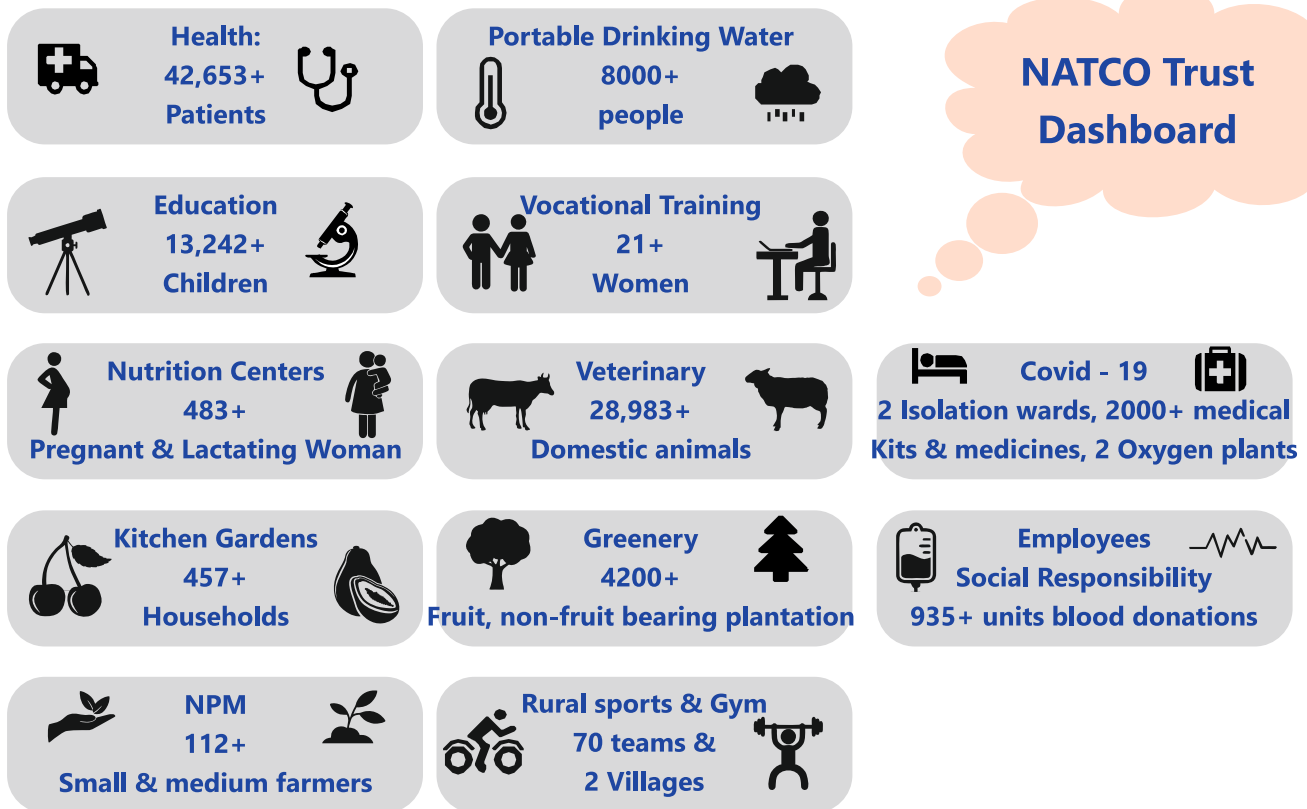 Health:
42,653+
Patients
Portable Drinking Water
8000+
people
NATCO Trust
Dashboard
Education
13,242+
Children
Vocational Training
21+
Women
Nutrition Centers
483+
Pregnant & Lactating Woman
Veterinary
28,983+
Domestic animals
Covid - 19
2 Isolation wards, 2000+ medical
Kits & medicines, 2 Oxygen plants
Kitchen Gardens
457+
Households
Greenery
4200+
Fruit, non-fruit bearing plantation
Employees
Social Responsibility
935+ units blood donations
NPM
112+
Small & medium farmers
Rural sports & Gym
70 teams &
2 Villages